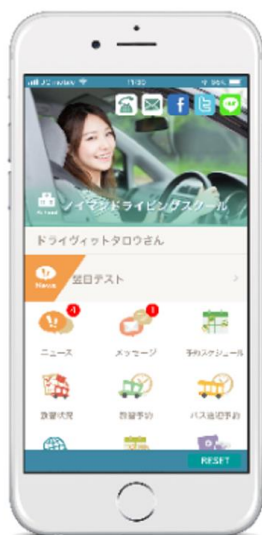 11:30
ノイマンドライビングスクール
ドライヴィットタロウさん
News
翌日テスト
ニュース
メッセージ
予約スケジュール
教習状況
教習予約
バス送迎予約
RESET